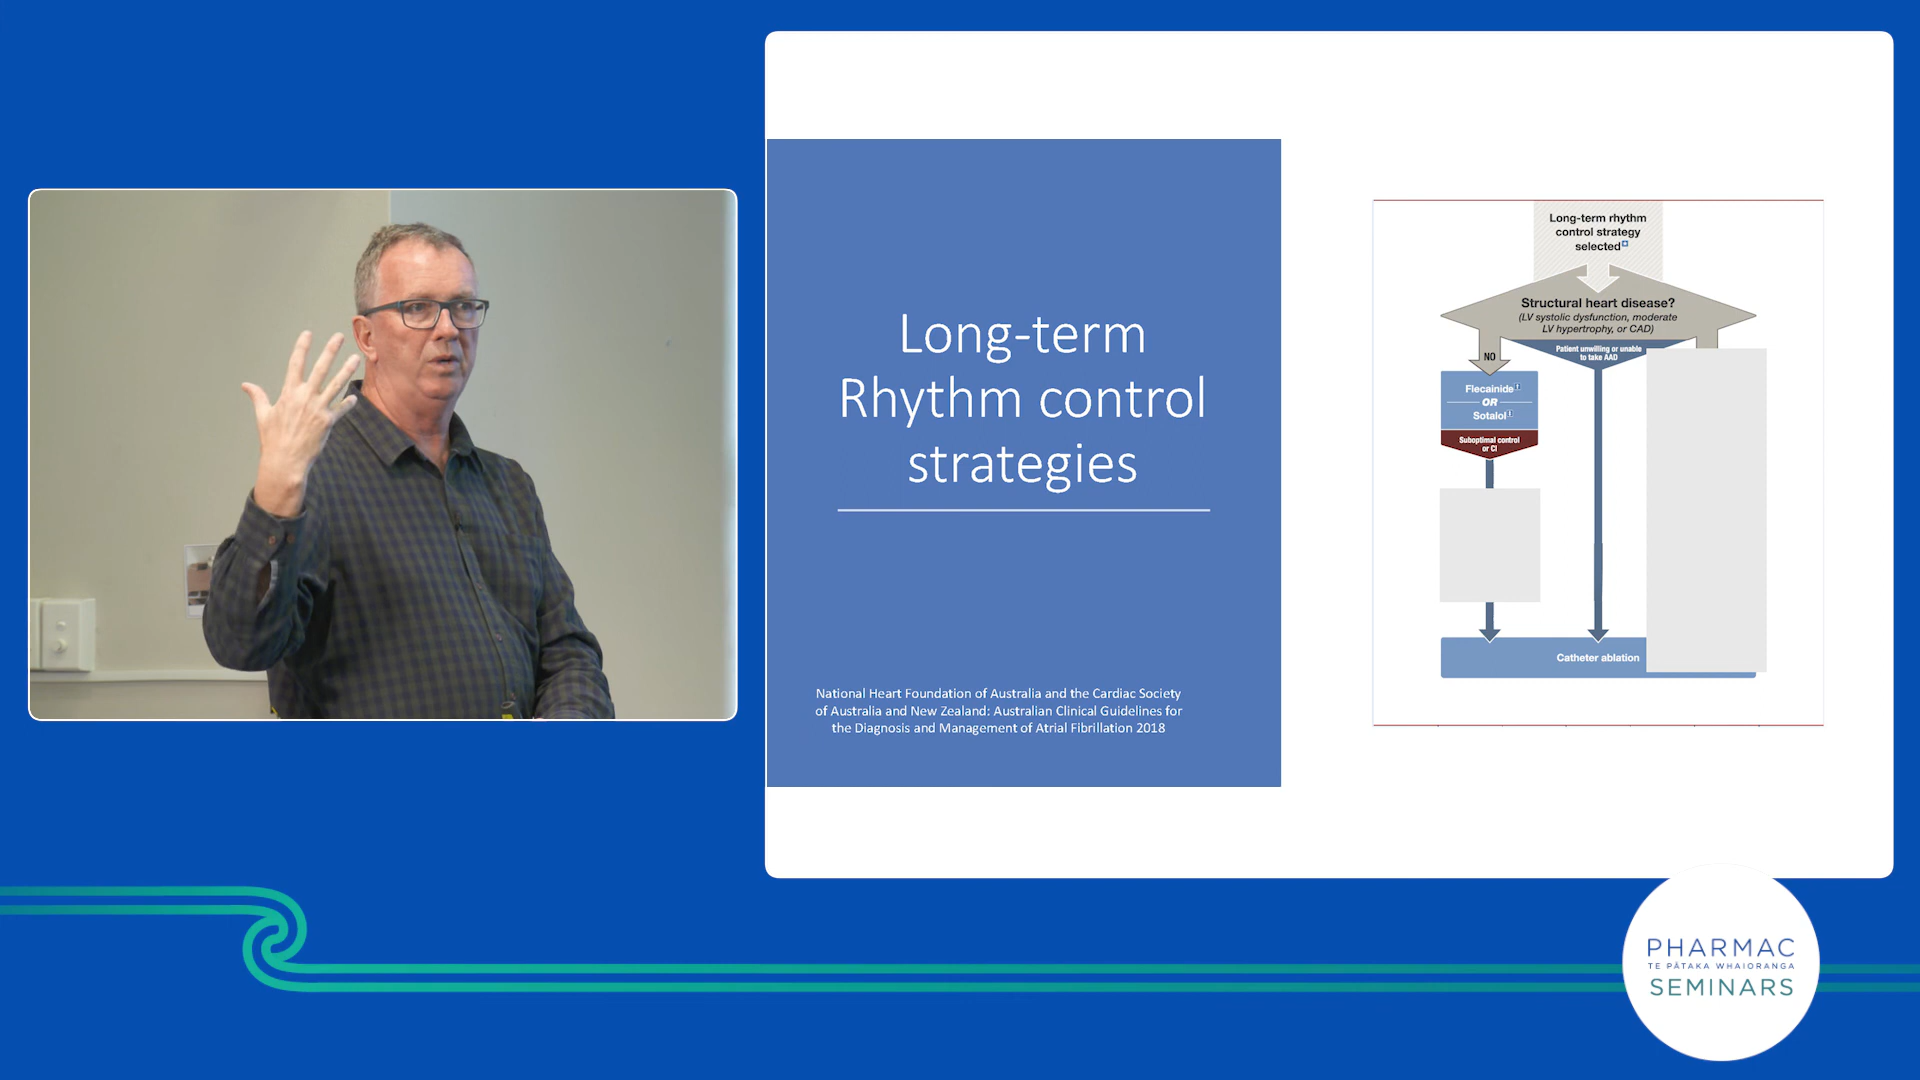 Long-term
Rhythm control
strategies
National Heart Foundation of Australia and the Cardiac Society
of Australia and New Zealand: Australian Clinical Guidelines for
the Diagnosis and Management of Atrial Fibrillation 2018
Long-term rhythm
control strategy
selected
Structural heart disease?
(LV systolic dysfunction, moderate
LV hypertrophy, or CAD)
NO
Patient unwilling or unable
to take AAD
Flecainide
OR
Sotalol
Suboptimal control
or CI
Catheter ablation
PHARMAC
TE PĀTAKA WHAIORANGA
SEMINARS